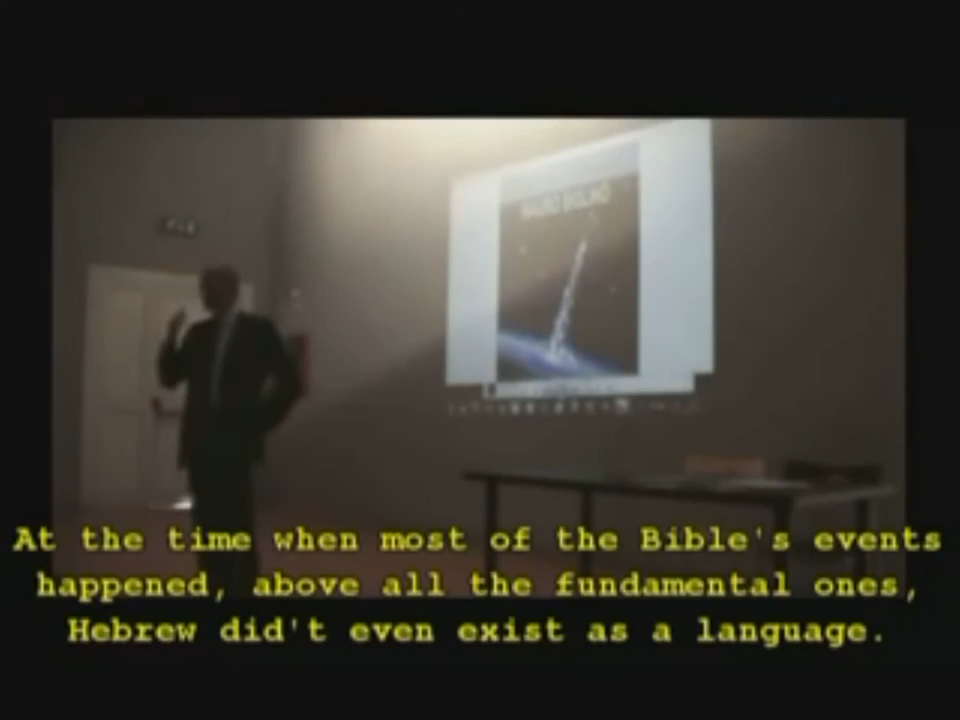 At the time when most of the Bible's events
happened, above all the fundamental ones,
Hebrew did't even exist as a language.